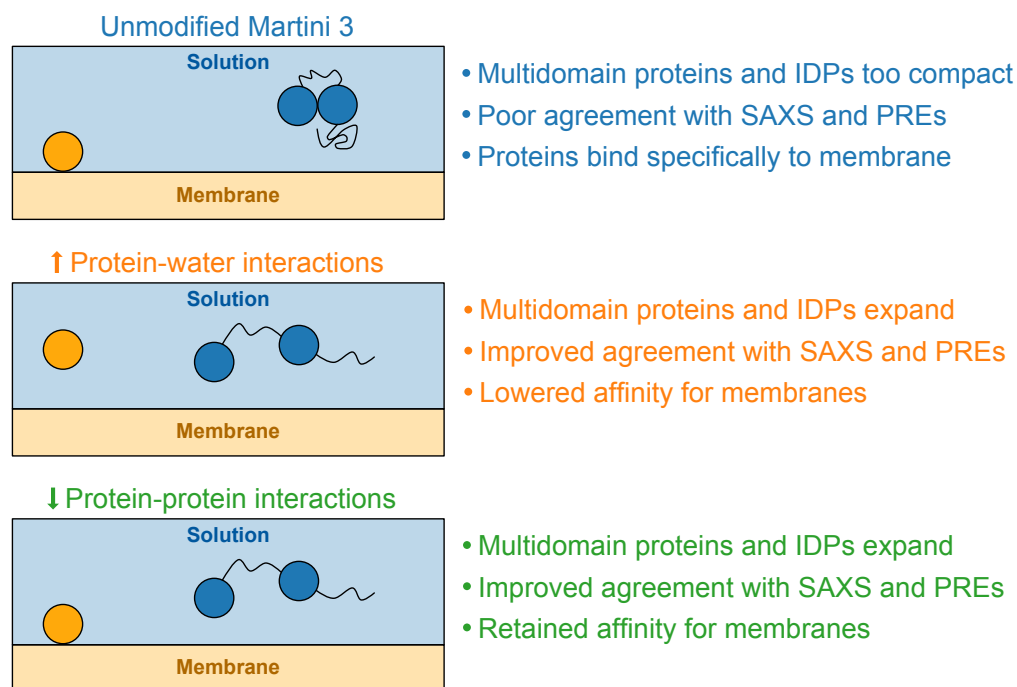 Unmodified Martini 3
Solution
Membrane
• Multidomain proteins and IDPs too compact
• Poor agreement with SAXS and PREs
• Proteins bind specifically to membrane
↑ Protein-water interactions
Solution
Membrane
• Multidomain proteins and IDPs expand
• Improved agreement with SAXS and PREs
• Lowered affinity for membranes
↓ Protein-protein interactions
Solution
Membrane
• Multidomain proteins and IDPs expand
• Improved agreement with SAXS and PREs
• Retained affinity for membranes